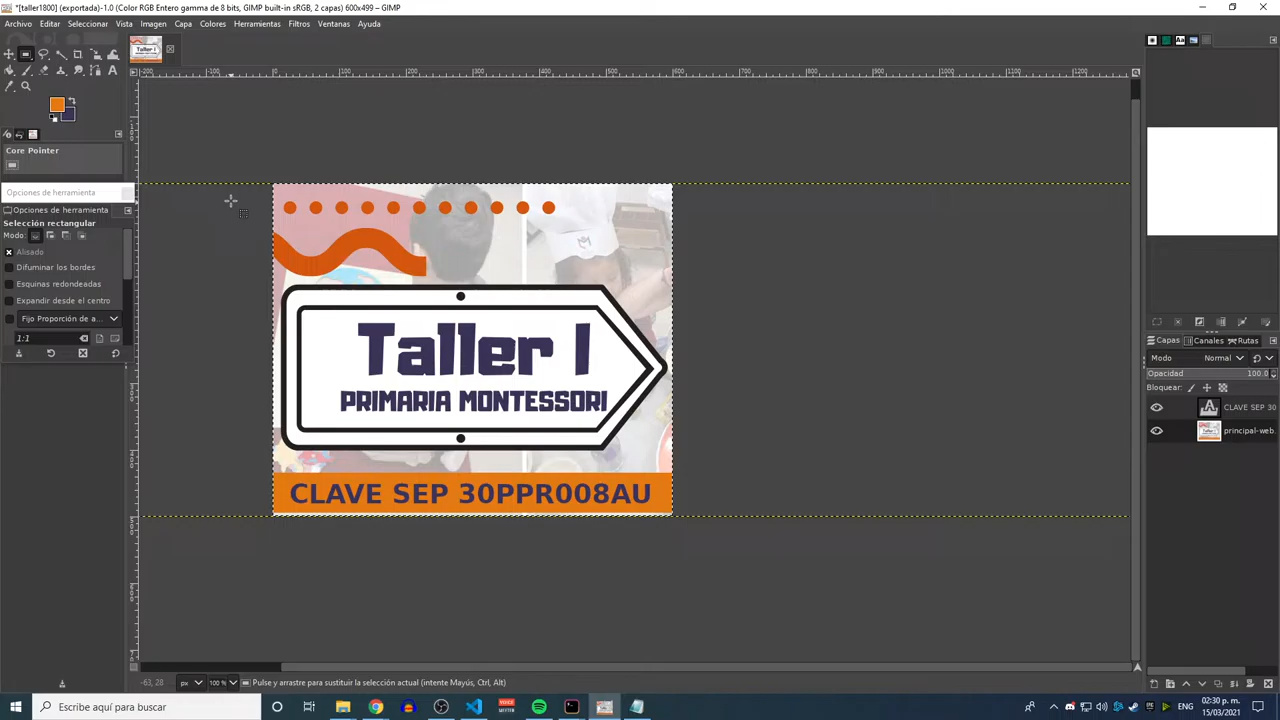 *[taller1800] (exportada)-1.0 (Color RGB Entero gamma de 8 bits, GIMP built-in sRGB, 2 capas) 600x499 – GIMP
Archivo Editar Seleccionar Vista Imagen Capa Colores Herramientas Filtros Ventanas Ayuda
Core Pointer
Opciones de herramienta
Opciones de herramienta
Selección rectangular
Modo:
Alisado
Difuminar los bordes
Esquinas redondeadas
Expandir desde el centro
Fijo Proporción de a...
1:1
Taller I
PRIMARIA MONTESSORI
CLAVE SEP 30PPR008AU
Capas Canales Rutas
Modo Normal
Opacidad 100.0
Bloquear:
CLAVE SEP 30
principal-web.
-63, 28 px 100 % Pulse y arrastre para sustituir la selección actual (intente Mayús, Ctrl, Alt)
Escribe aquí para buscar
ENG
02:30 p. m.
15/03/2021